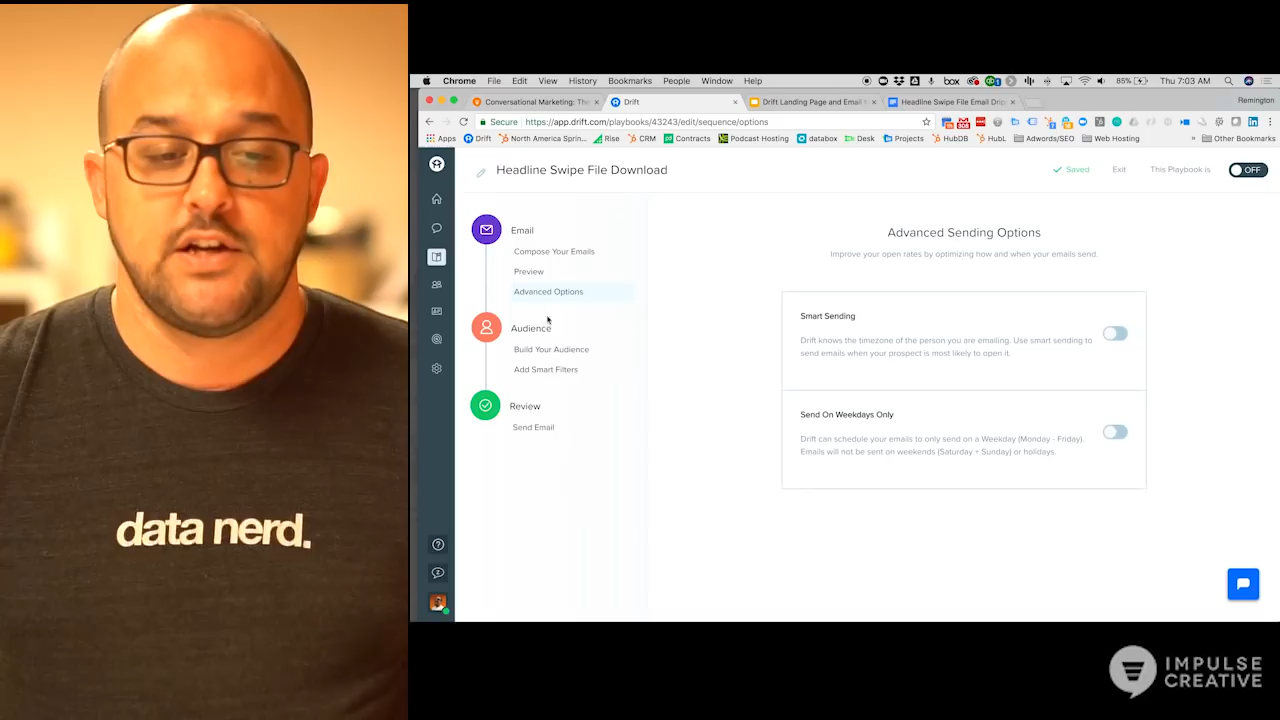 data nerd.
Chrome File Edit View History Bookmarks People Window Help
box
85%
Thu 7:03 AM
Conversational Marketing: Th
Drift
Drift Landing Page and Email
Headline Swipe File Email Drip
Remington
Secure https://app.drift.com/playbooks/43243/edit/sequence/options
Apps Drift North America Sprin... Rise CRM Contracts Podcast Hosting databox Desk Projects HubDB HubL Adwords/SEO Web Hosting Other Bookmarks
Headline Swipe File Download
Saved
Exit
This Playbook is
OFF
Email
Compose Your Emails
Preview
Advanced Options
Audience
Build Your Audience
Add Smart Filters
Review
Send Email
Advanced Sending Options
Improve your open rates by optimizing how and when your emails send.
Smart Sending
Drift knows the timezone of the person you are emailing. Use smart sending to
send emails when your prospect is most likely to open it.
Send On Weekdays Only
Drift can schedule your emails to only send on a Weekday (Monday - Friday).
Emails will not be sent on weekends (Saturday + Sunday) or holidays.
IMPULSE
CREATIVE